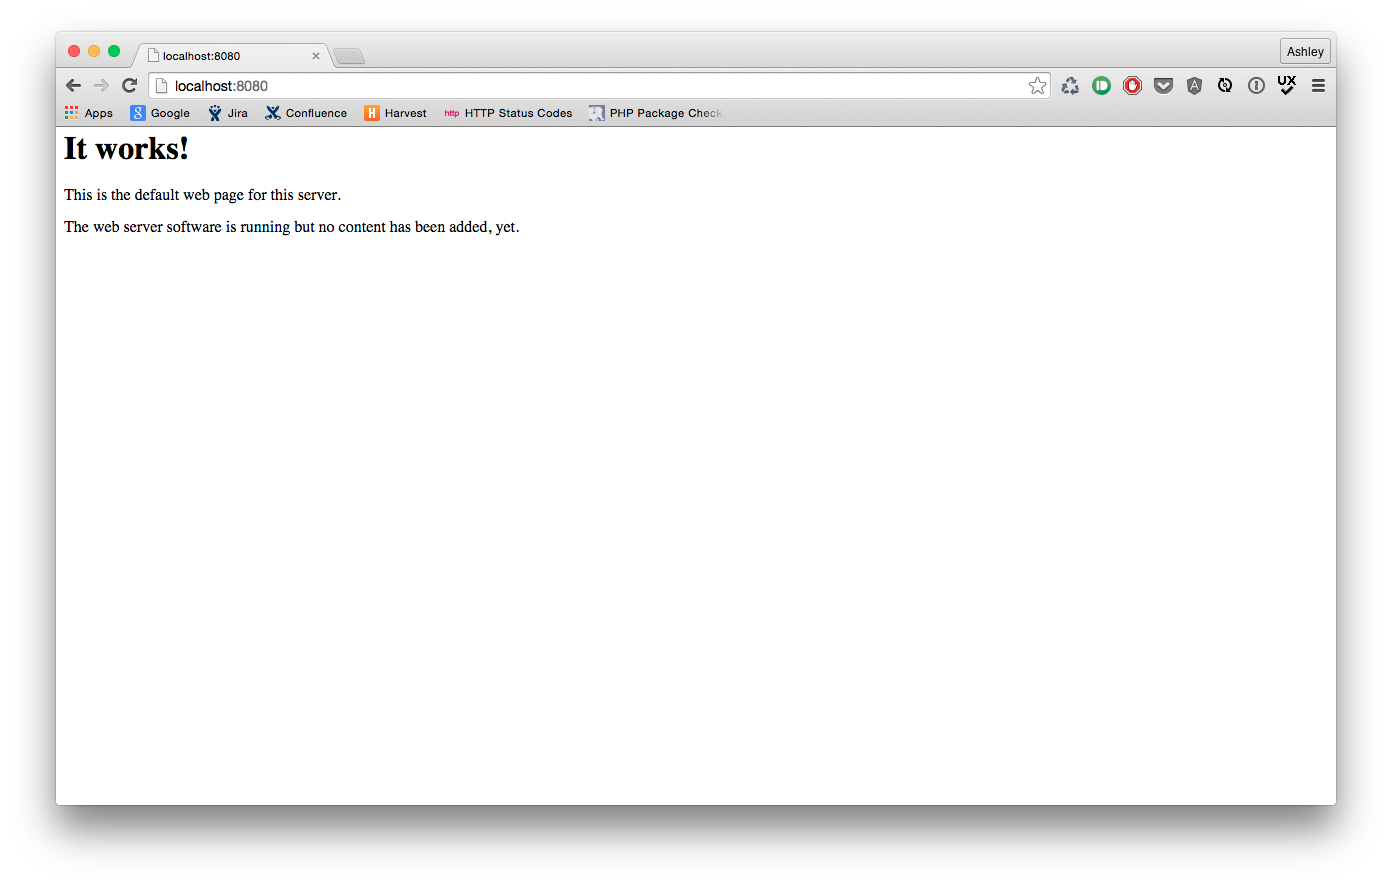 localhost:8080
Ashley
localhost:8080
UX
Apps Google Jira Confluence Harvest http HTTP Status Codes PHP Package Check
It works!
This is the default web page for this server.
The web server software is running but no content has been added, yet.